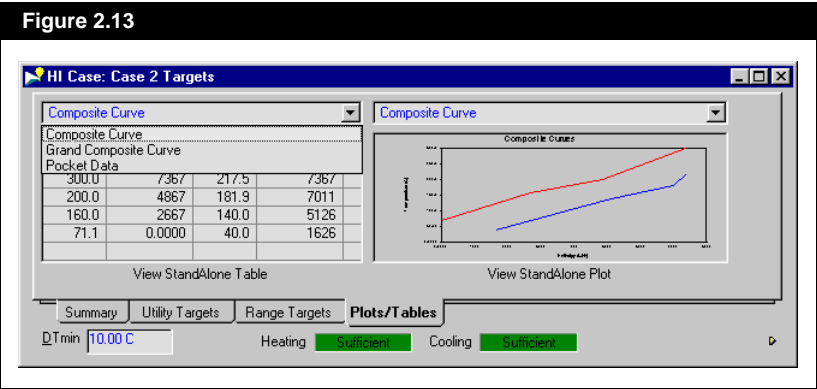 Figure 2.13
HI Case: Case 2 Targets
Composite Curve
Composite Curve
Composite Curve
Grand Composite Curve
Pocket Data
300.0 7367 217.5 7367
200.0 4867 181.9 7011
160.0 2667 140.0 5126
71.1 0.0000 40.0 1626
View StandAlone Table
Composite Curves
View StandAlone Plot
Summary Utility Targets Range Targets Plots/Tables
DTmin 10.00 C Heating Sufficient Cooling Sufficient